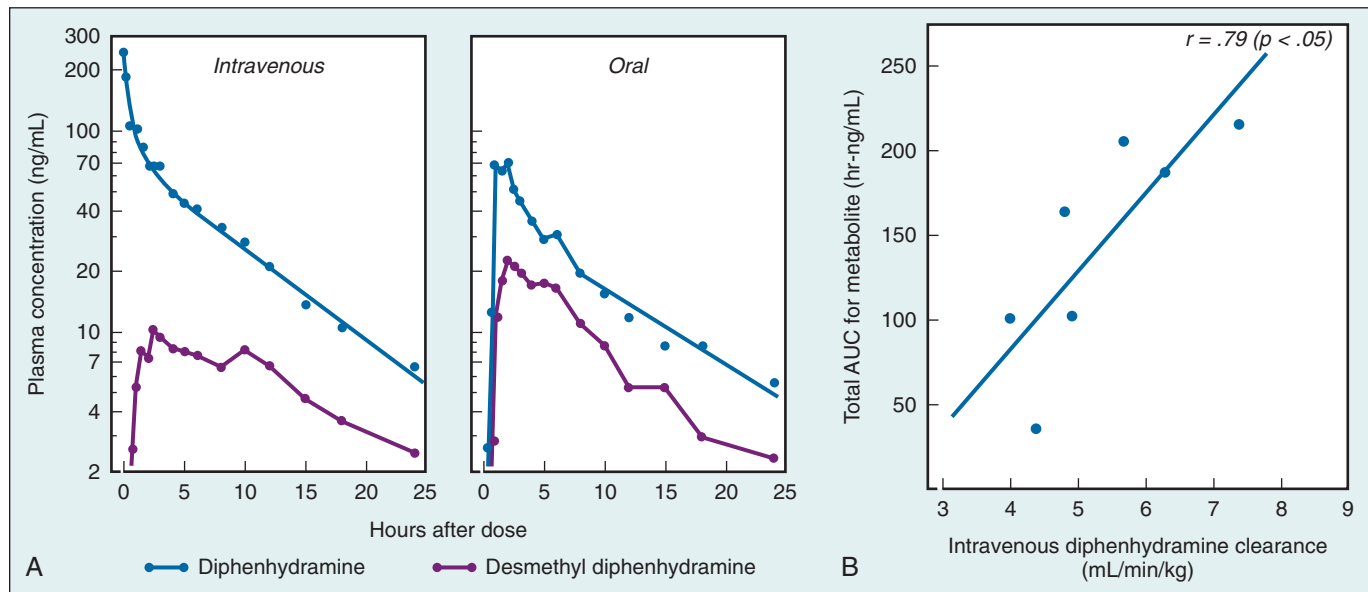 300
200
100
70
40
20
10
7
4
2
Plasma concentration (ng/mL)
Intravenous
0
5
10
15
20
25
Oral
0
5
10
15
20
25
Hours after dose
A
Diphenhydramine
Desmethyl diphenhydramine
r = .79 (p < .05)
250
200
150
100
50
Total AUC for metabolite (hr-ng/mL)
3
4
5
6
7
8
9
Intravenous diphenhydramine clearance
(mL/min/kg)
B